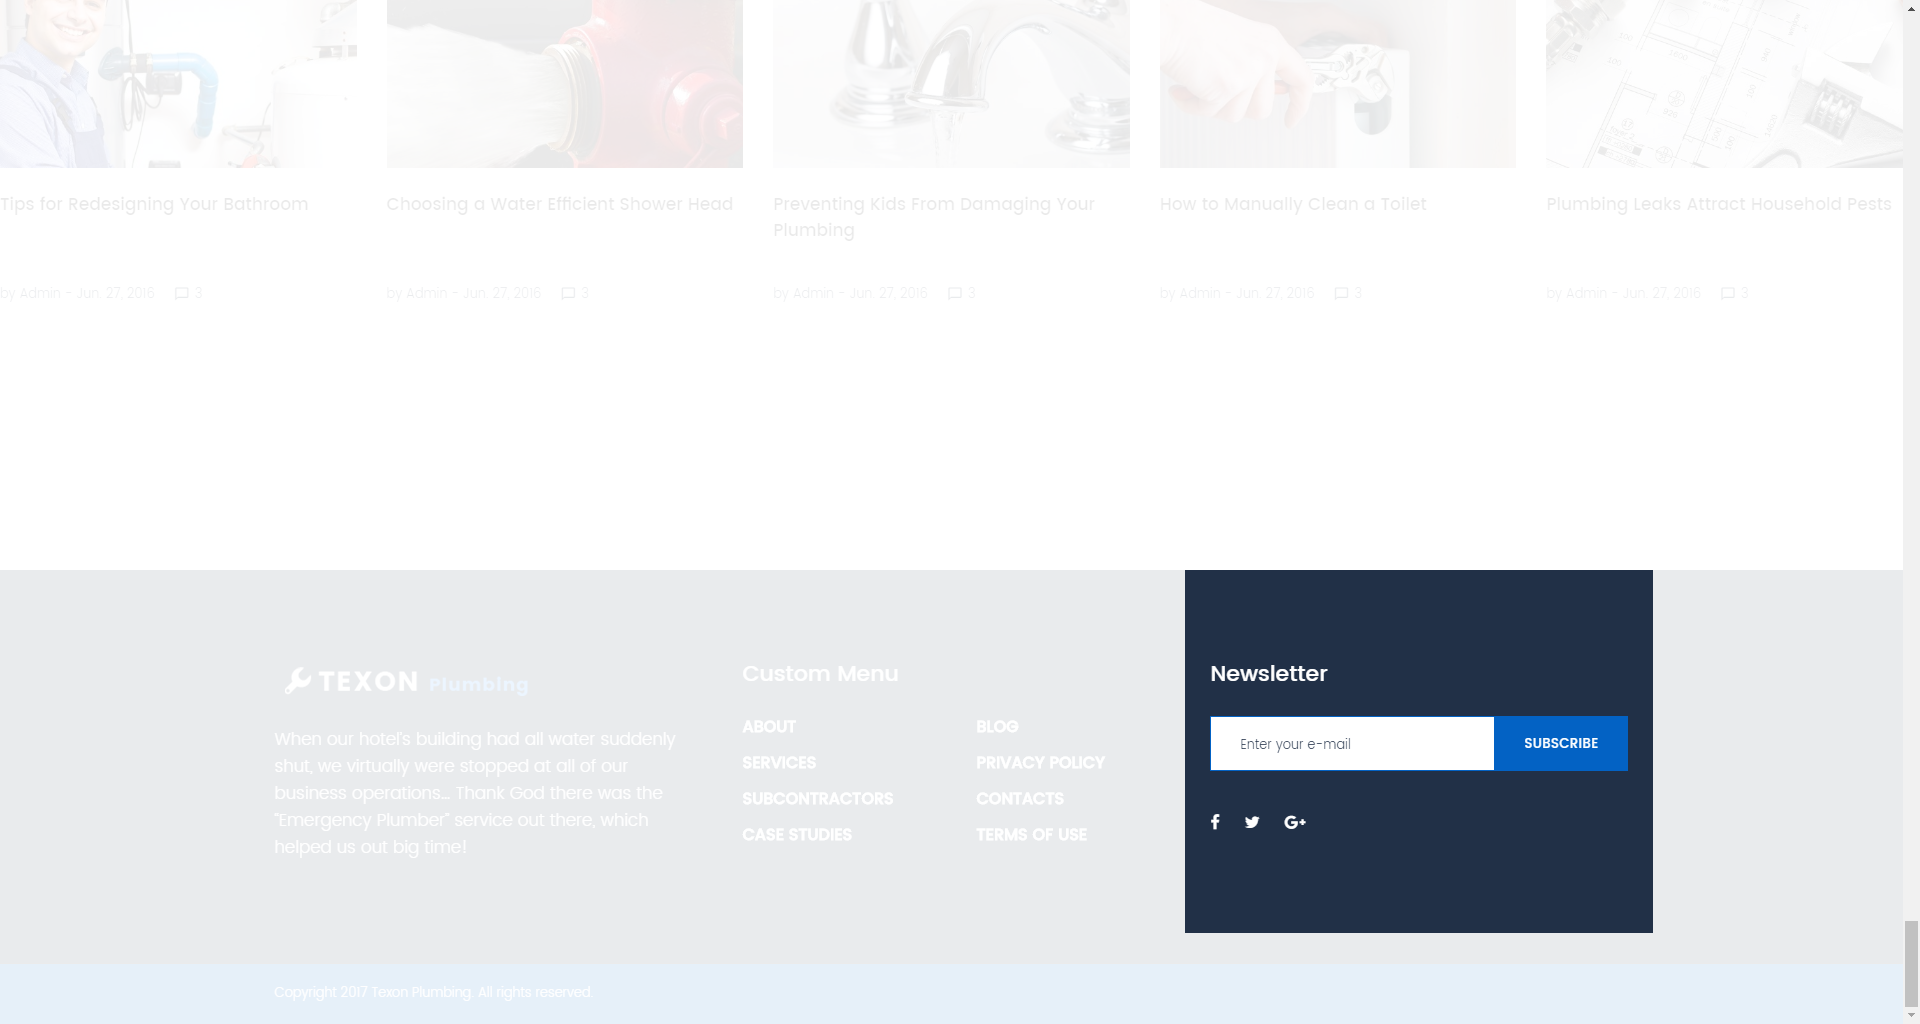 Tips for Redesigning Your Bathroom
by Admin - Jun. 27, 2016 3
Choosing a Water Efficient Shower Head
by Admin - Jun. 27, 2016 3
Preventing Kids From Damaging Your
Plumbing
by Admin - Jun. 27, 2016 3
How to Manually Clean a Toilet
by Admin - Jun. 27, 2016 3
Plumbing Leaks Attract Household Pests
by Admin - Jun. 27, 2016 3
TEXON Plumbing
When our hotel's building had all water suddenly
shut, we virtually were stopped at all of our
business operations... Thank God there was the
"Emergency Plumber" service out there, which
helped us out big time!
Custom Menu
ABOUT
SERVICES
SUBCONTRACTORS
CASE STUDIES
BLOG
PRIVACY POLICY
CONTACTS
TERMS OF USE
Newsletter
Enter your e-mail SUBSCRIBE
Copyright 2017 Texon Plumbing. All rights reserved.